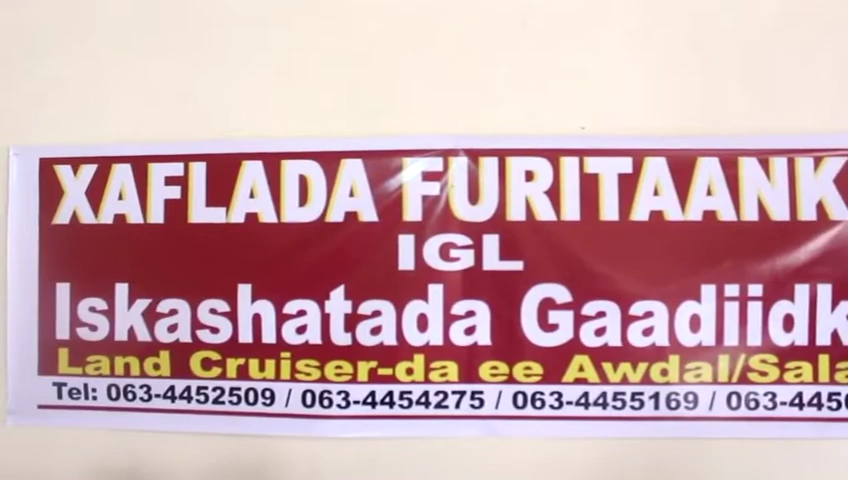 XAFLADA FURITAANK
IGL
Iskashatada Gaadiidk
Land Cruiser-da ee Awdal/Sala
Tel: 063-4452509 / 063-4454275 / 063-4455169 / 063-4450